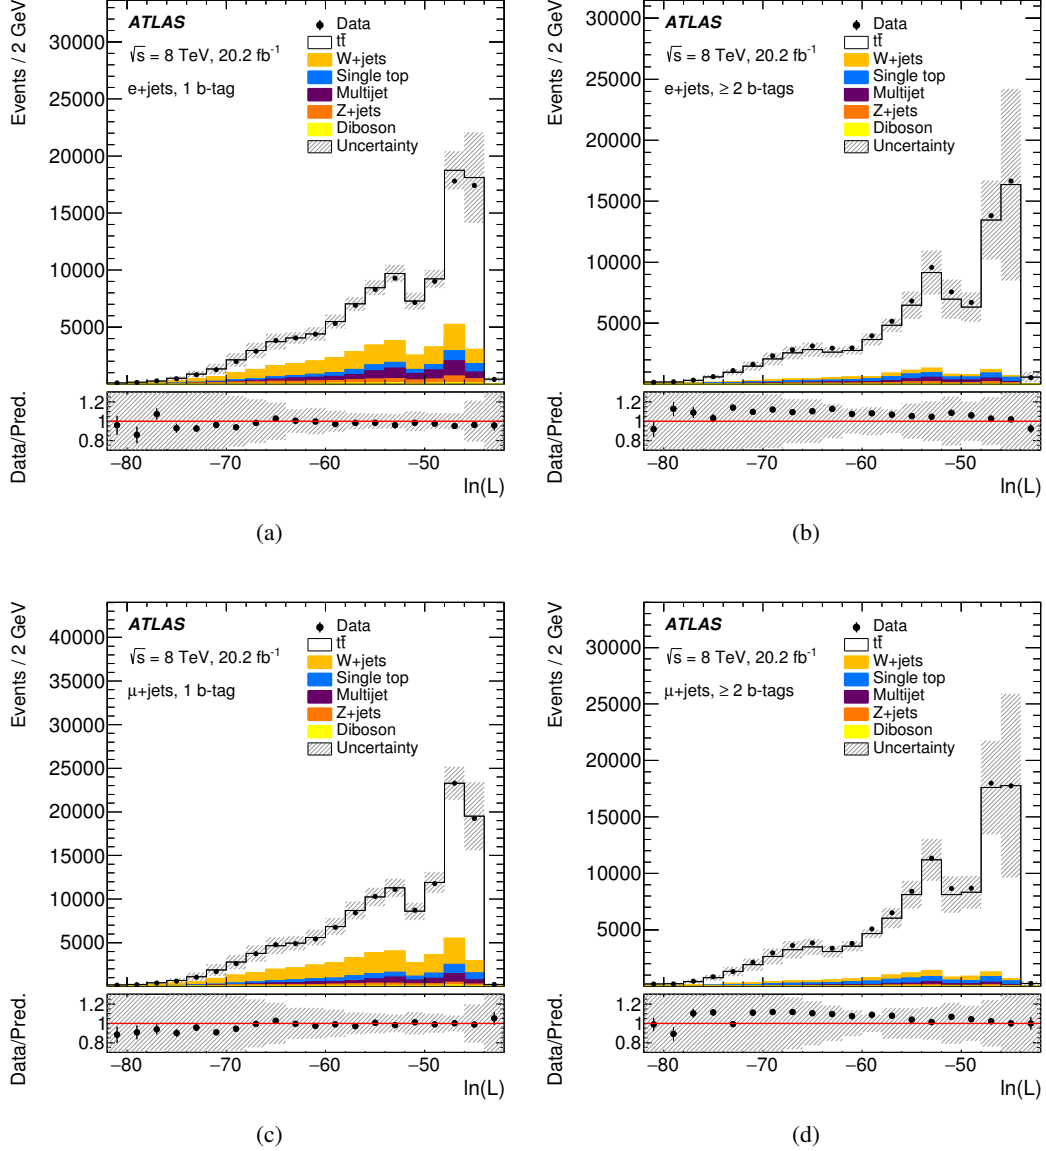 ATLAS
√s = 8 TeV, 20.2 fb⁻¹
e+jets, 1 b-tag
Data
tt̄
W+jets
Single top
Multijet
Z+jets
Diboson
Uncertainty
Events / 2 GeV
30000
25000
20000
15000
10000
5000
Data/Pred.
1.2
1
0.8
−80 −70 −60 −50
ln(L)
(a)
ATLAS
√s = 8 TeV, 20.2 fb⁻¹
e+jets, ≥ 2 b-tags
Data
tt̄
W+jets
Single top
Multijet
Z+jets
Diboson
Uncertainty
Events / 2 GeV
30000
25000
20000
15000
10000
5000
Data/Pred.
1.2
1
0.8
−80 −70 −60 −50
ln(L)
(b)
ATLAS
√s = 8 TeV, 20.2 fb⁻¹
μ+jets, 1 b-tag
Data
tt̄
W+jets
Single top
Multijet
Z+jets
Diboson
Uncertainty
Events / 2 GeV
40000
35000
30000
25000
20000
15000
10000
5000
Data/Pred.
1.2
1
0.8
−80 −70 −60 −50
ln(L)
(c)
ATLAS
√s = 8 TeV, 20.2 fb⁻¹
μ+jets, ≥ 2 b-tags
Data
tt̄
W+jets
Single top
Multijet
Z+jets
Diboson
Uncertainty
Events / 2 GeV
30000
25000
20000
15000
10000
5000
Data/Pred.
1.2
1
0.8
−80 −70 −60 −50
ln(L)
(d)